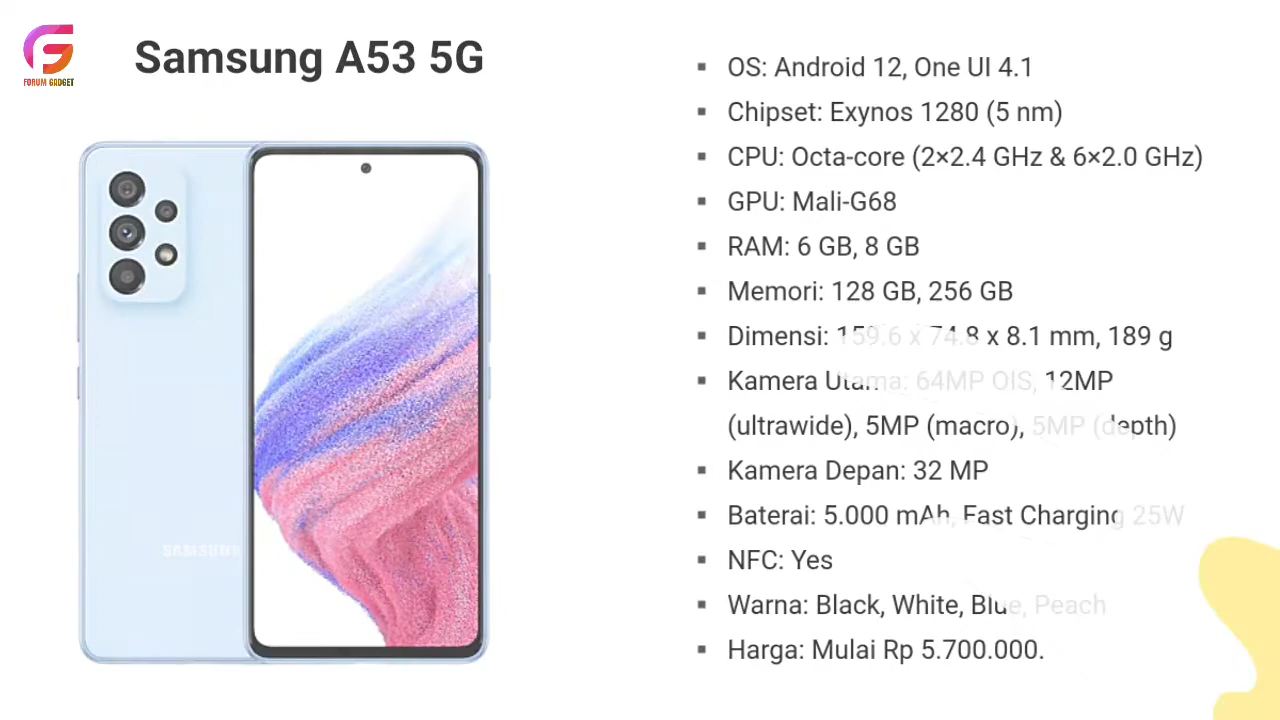 FORUM GADGET
Samsung A53 5G
SAMSUNG
▪ OS: Android 12, One UI 4.1
▪ Chipset: Exynos 1280 (5 nm)
▪ CPU: Octa-core (2×2.4 GHz & 6×2.0 GHz)
▪ GPU: Mali-G68
▪ RAM: 6 GB, 8 GB
▪ Memori: 128 GB, 256 GB
▪ Dimensi: 159.6 x 74.8 x 8.1 mm, 189 g
▪ Kamera Utama: 64MP OIS, 12MP
(ultrawide), 5MP (macro), 5MP (depth)
▪ Kamera Depan: 32 MP
▪ Baterai: 5.000 mAh, Fast Charging 25W
▪ NFC: Yes
▪ Warna: Black, White, Blue, Peach
▪ Harga: Mulai Rp 5.700.000.